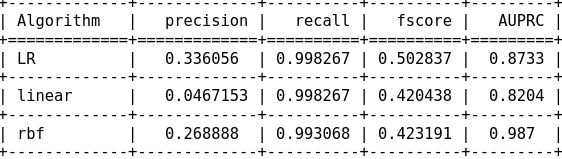 +-------------+-------------+----------+----------+---------+
| Algorithm | precision | recall | fscore | AUPRC |
+=============+=============+==========+==========+=========+
| LR | 0.336056 | 0.998267 | 0.502837 | 0.8733 |
+-------------+-------------+----------+----------+---------+
| linear | 0.0467153 | 0.998267 | 0.420438 | 0.8204 |
+-------------+-------------+----------+----------+---------+
| rbf | 0.268888 | 0.993068 | 0.423191 | 0.987 |
+-------------+-------------+----------+----------+---------+